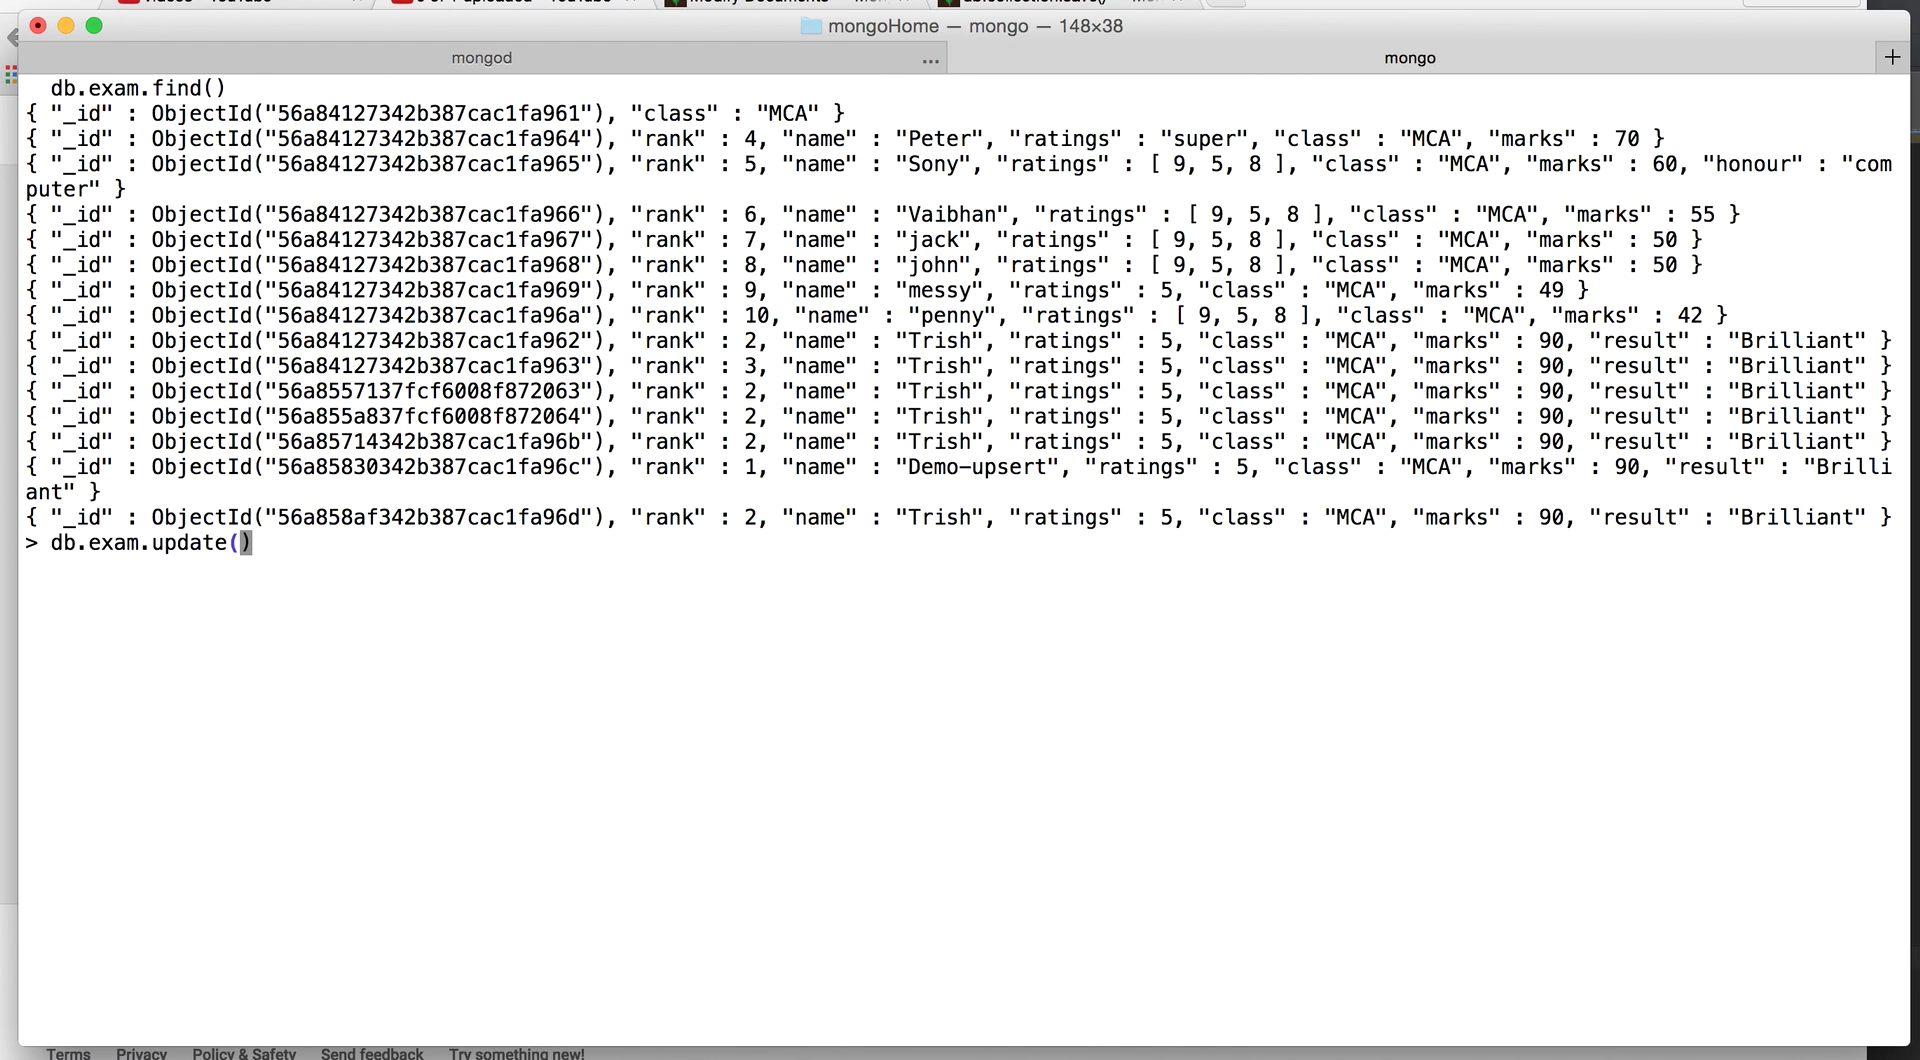 mongoHome — mongo — 148×38
mongod
...
mongo
+
db.exam.find()
{ "_id" : ObjectId("56a84127342b387cac1fa961"), "class" : "MCA" }
{ "_id" : ObjectId("56a84127342b387cac1fa964"), "rank" : 4, "name" : "Peter", "ratings" : "super", "class" : "MCA", "marks" : 70 }
{ "_id" : ObjectId("56a84127342b387cac1fa965"), "rank" : 5, "name" : "Sony", "ratings" : [ 9, 5, 8 ], "class" : "MCA", "marks" : 60, "honour" : "com
puter" }
{ "_id" : ObjectId("56a84127342b387cac1fa966"), "rank" : 6, "name" : "Vaibhan", "ratings" : [ 9, 5, 8 ], "class" : "MCA", "marks" : 55 }
{ "_id" : ObjectId("56a84127342b387cac1fa967"), "rank" : 7, "name" : "jack", "ratings" : [ 9, 5, 8 ], "class" : "MCA", "marks" : 50 }
{ "_id" : ObjectId("56a84127342b387cac1fa968"), "rank" : 8, "name" : "john", "ratings" : [ 9, 5, 8 ], "class" : "MCA", "marks" : 50 }
{ "_id" : ObjectId("56a84127342b387cac1fa969"), "rank" : 9, "name" : "messy", "ratings" : 5, "class" : "MCA", "marks" : 49 }
{ "_id" : ObjectId("56a84127342b387cac1fa96a"), "rank" : 10, "name" : "penny", "ratings" : [ 9, 5, 8 ], "class" : "MCA", "marks" : 42 }
{ "_id" : ObjectId("56a84127342b387cac1fa962"), "rank" : 2, "name" : "Trish", "ratings" : 5, "class" : "MCA", "marks" : 90, "result" : "Brilliant" }
{ "_id" : ObjectId("56a84127342b387cac1fa963"), "rank" : 3, "name" : "Trish", "ratings" : 5, "class" : "MCA", "marks" : 90, "result" : "Brilliant" }
{ "_id" : ObjectId("56a8557137fcf6008f872063"), "rank" : 2, "name" : "Trish", "ratings" : 5, "class" : "MCA", "marks" : 90, "result" : "Brilliant" }
{ "_id" : ObjectId("56a855a837fcf6008f872064"), "rank" : 2, "name" : "Trish", "ratings" : 5, "class" : "MCA", "marks" : 90, "result" : "Brilliant" }
{ "_id" : ObjectId("56a85714342b387cac1fa96b"), "rank" : 2, "name" : "Trish", "ratings" : 5, "class" : "MCA", "marks" : 90, "result" : "Brilliant" }
{ "_id" : ObjectId("56a85830342b387cac1fa96c"), "rank" : 1, "name" : "Demo-upsert", "ratings" : 5, "class" : "MCA", "marks" : 90, "result" : "Brilli
ant" }
{ "_id" : ObjectId("56a858af342b387cac1fa96d"), "rank" : 2, "name" : "Trish", "ratings" : 5, "class" : "MCA", "marks" : 90, "result" : "Brilliant" }
> db.exam.update()
Terms Privacy Policy & Safety Send feedback Try something new!